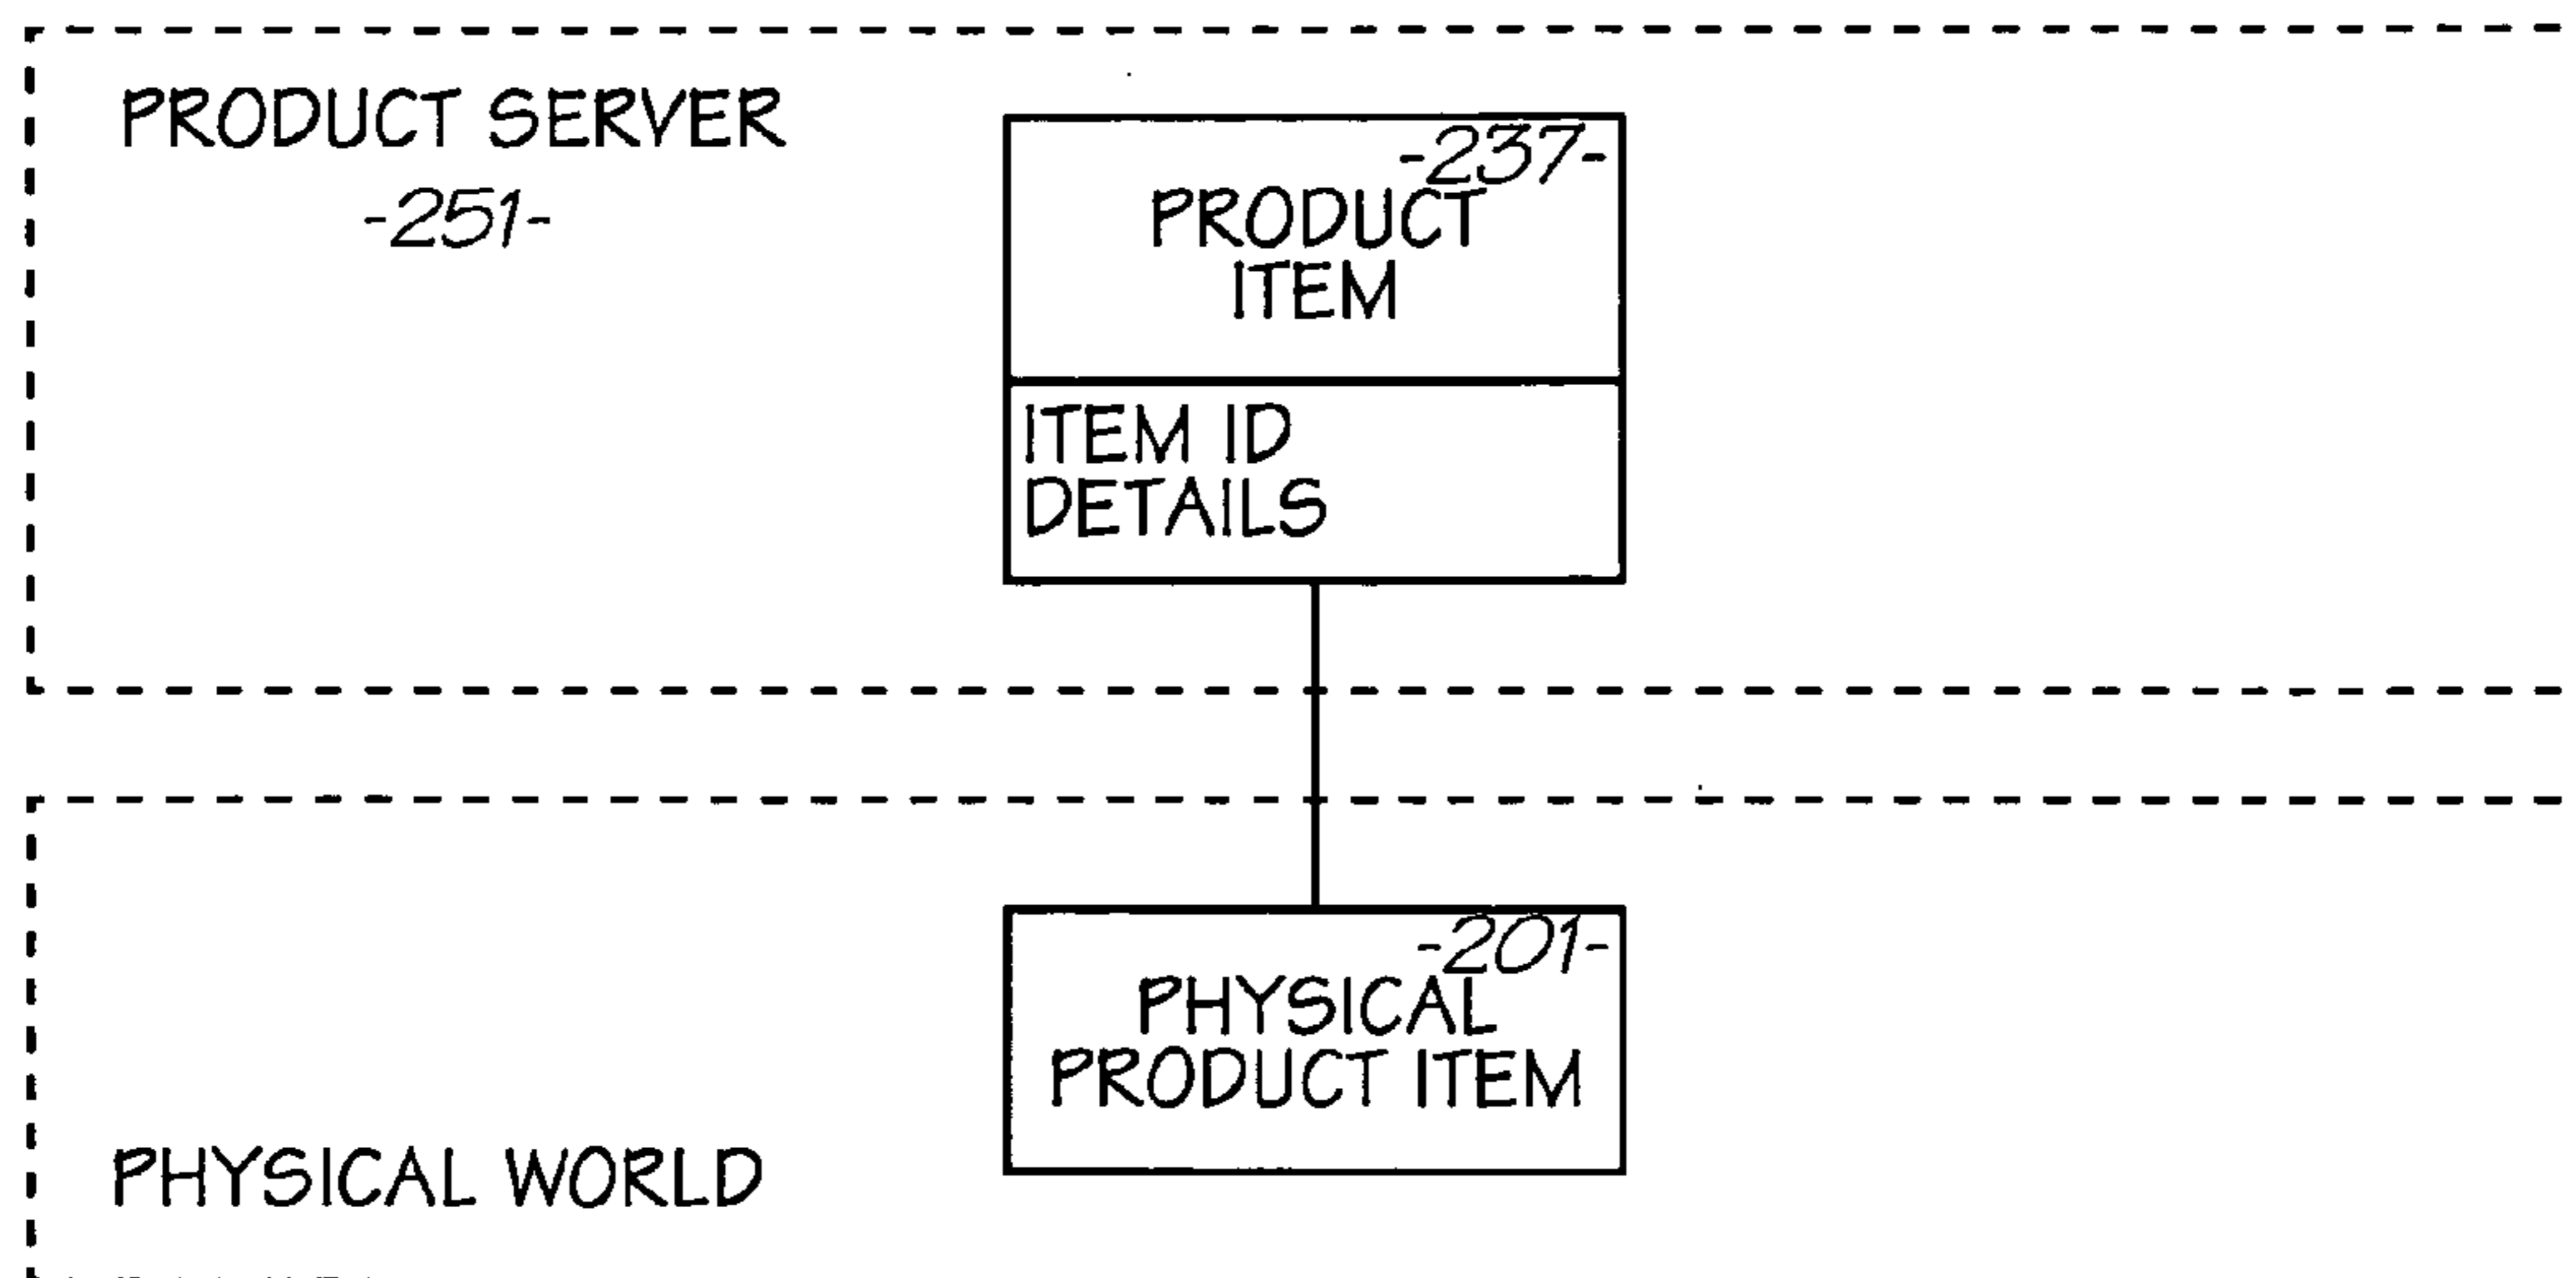 PRODUCT SERVER
-251-
-237-
PRODUCT
ITEM
ITEM ID
DETAILS
-201-
PHYSICAL
PRODUCT ITEM
PHYSICAL WORLD